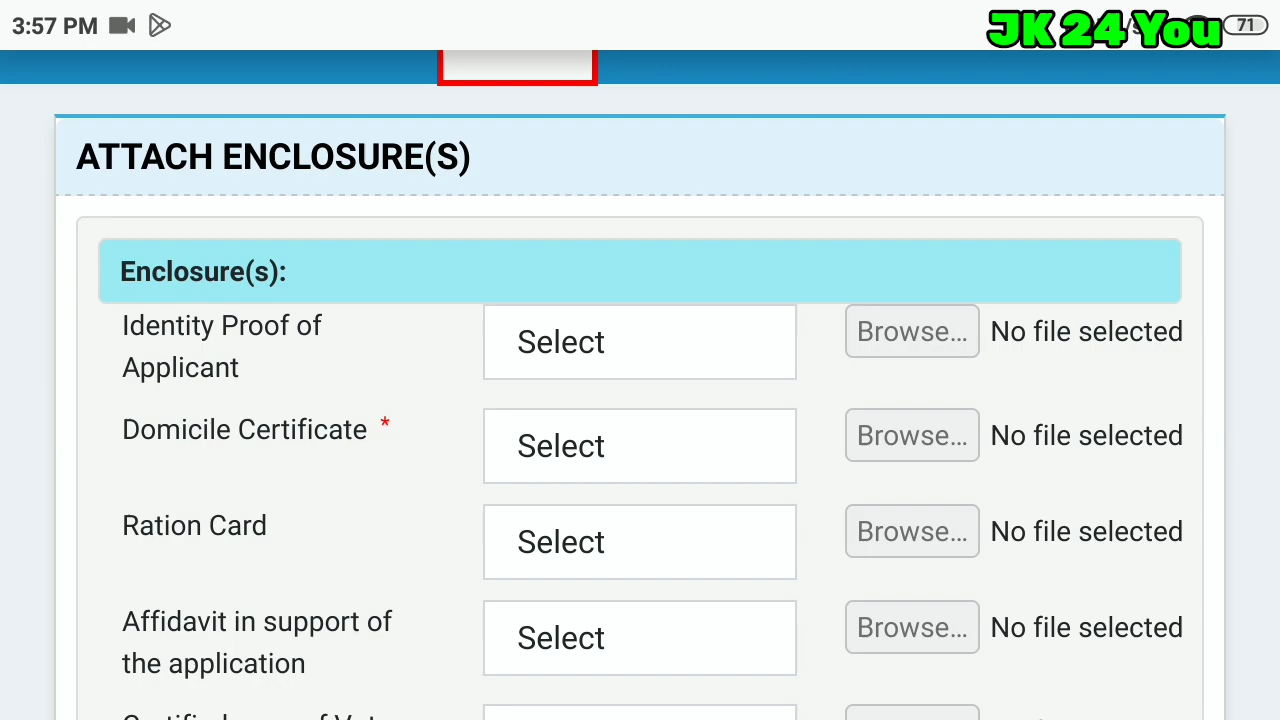 3:57 PM
JK 24 You
71
ATTACH ENCLOSURE(S)
Enclosure(s):
Identity Proof of
Applicant
Select
Browse... No file selected
Domicile Certificate *
Select
Browse... No file selected
Ration Card
Select
Browse... No file selected
Affidavit in support of
the application
Select
Browse... No file selected